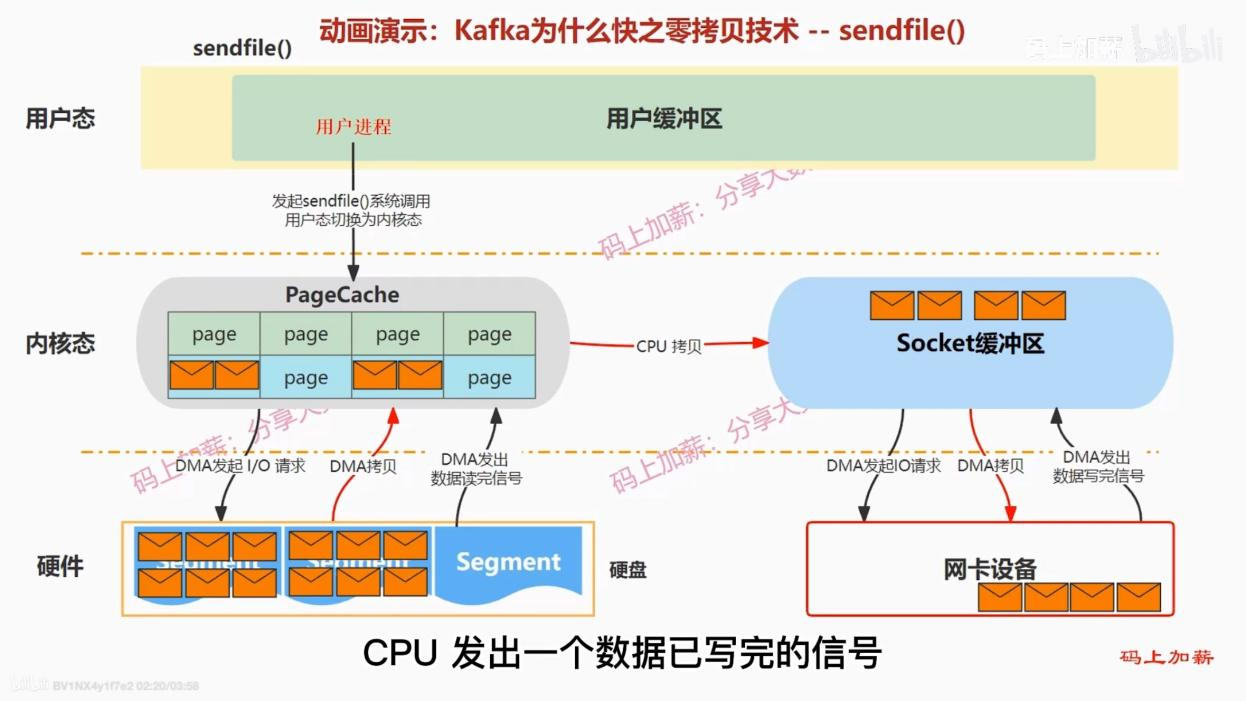 动画演示：Kafka为什么快之零拷贝技术 -- sendfile()
sendfile()
码上加薪 bilibili
用户态
用户进程
用户缓冲区
发起sendfile()系统调用
用户态切换为内核态
码上加薪：分享大数
内核态
PageCache
page page page page
page page
CPU 拷贝
Socket缓冲区
码上加薪：分享大
码上加薪：分享大
DMA发起 I/O 请求
DMA拷贝
DMA发出
数据读完信号
DMA发起IO请求
DMA拷贝
DMA发出
数据写完信号
硬件
Segment Segment Segment
硬盘
网卡设备
CPU 发出一个数据已写完的信号
码上加薪
bilibili BV1NX4y1f7e2 02:20/03:58